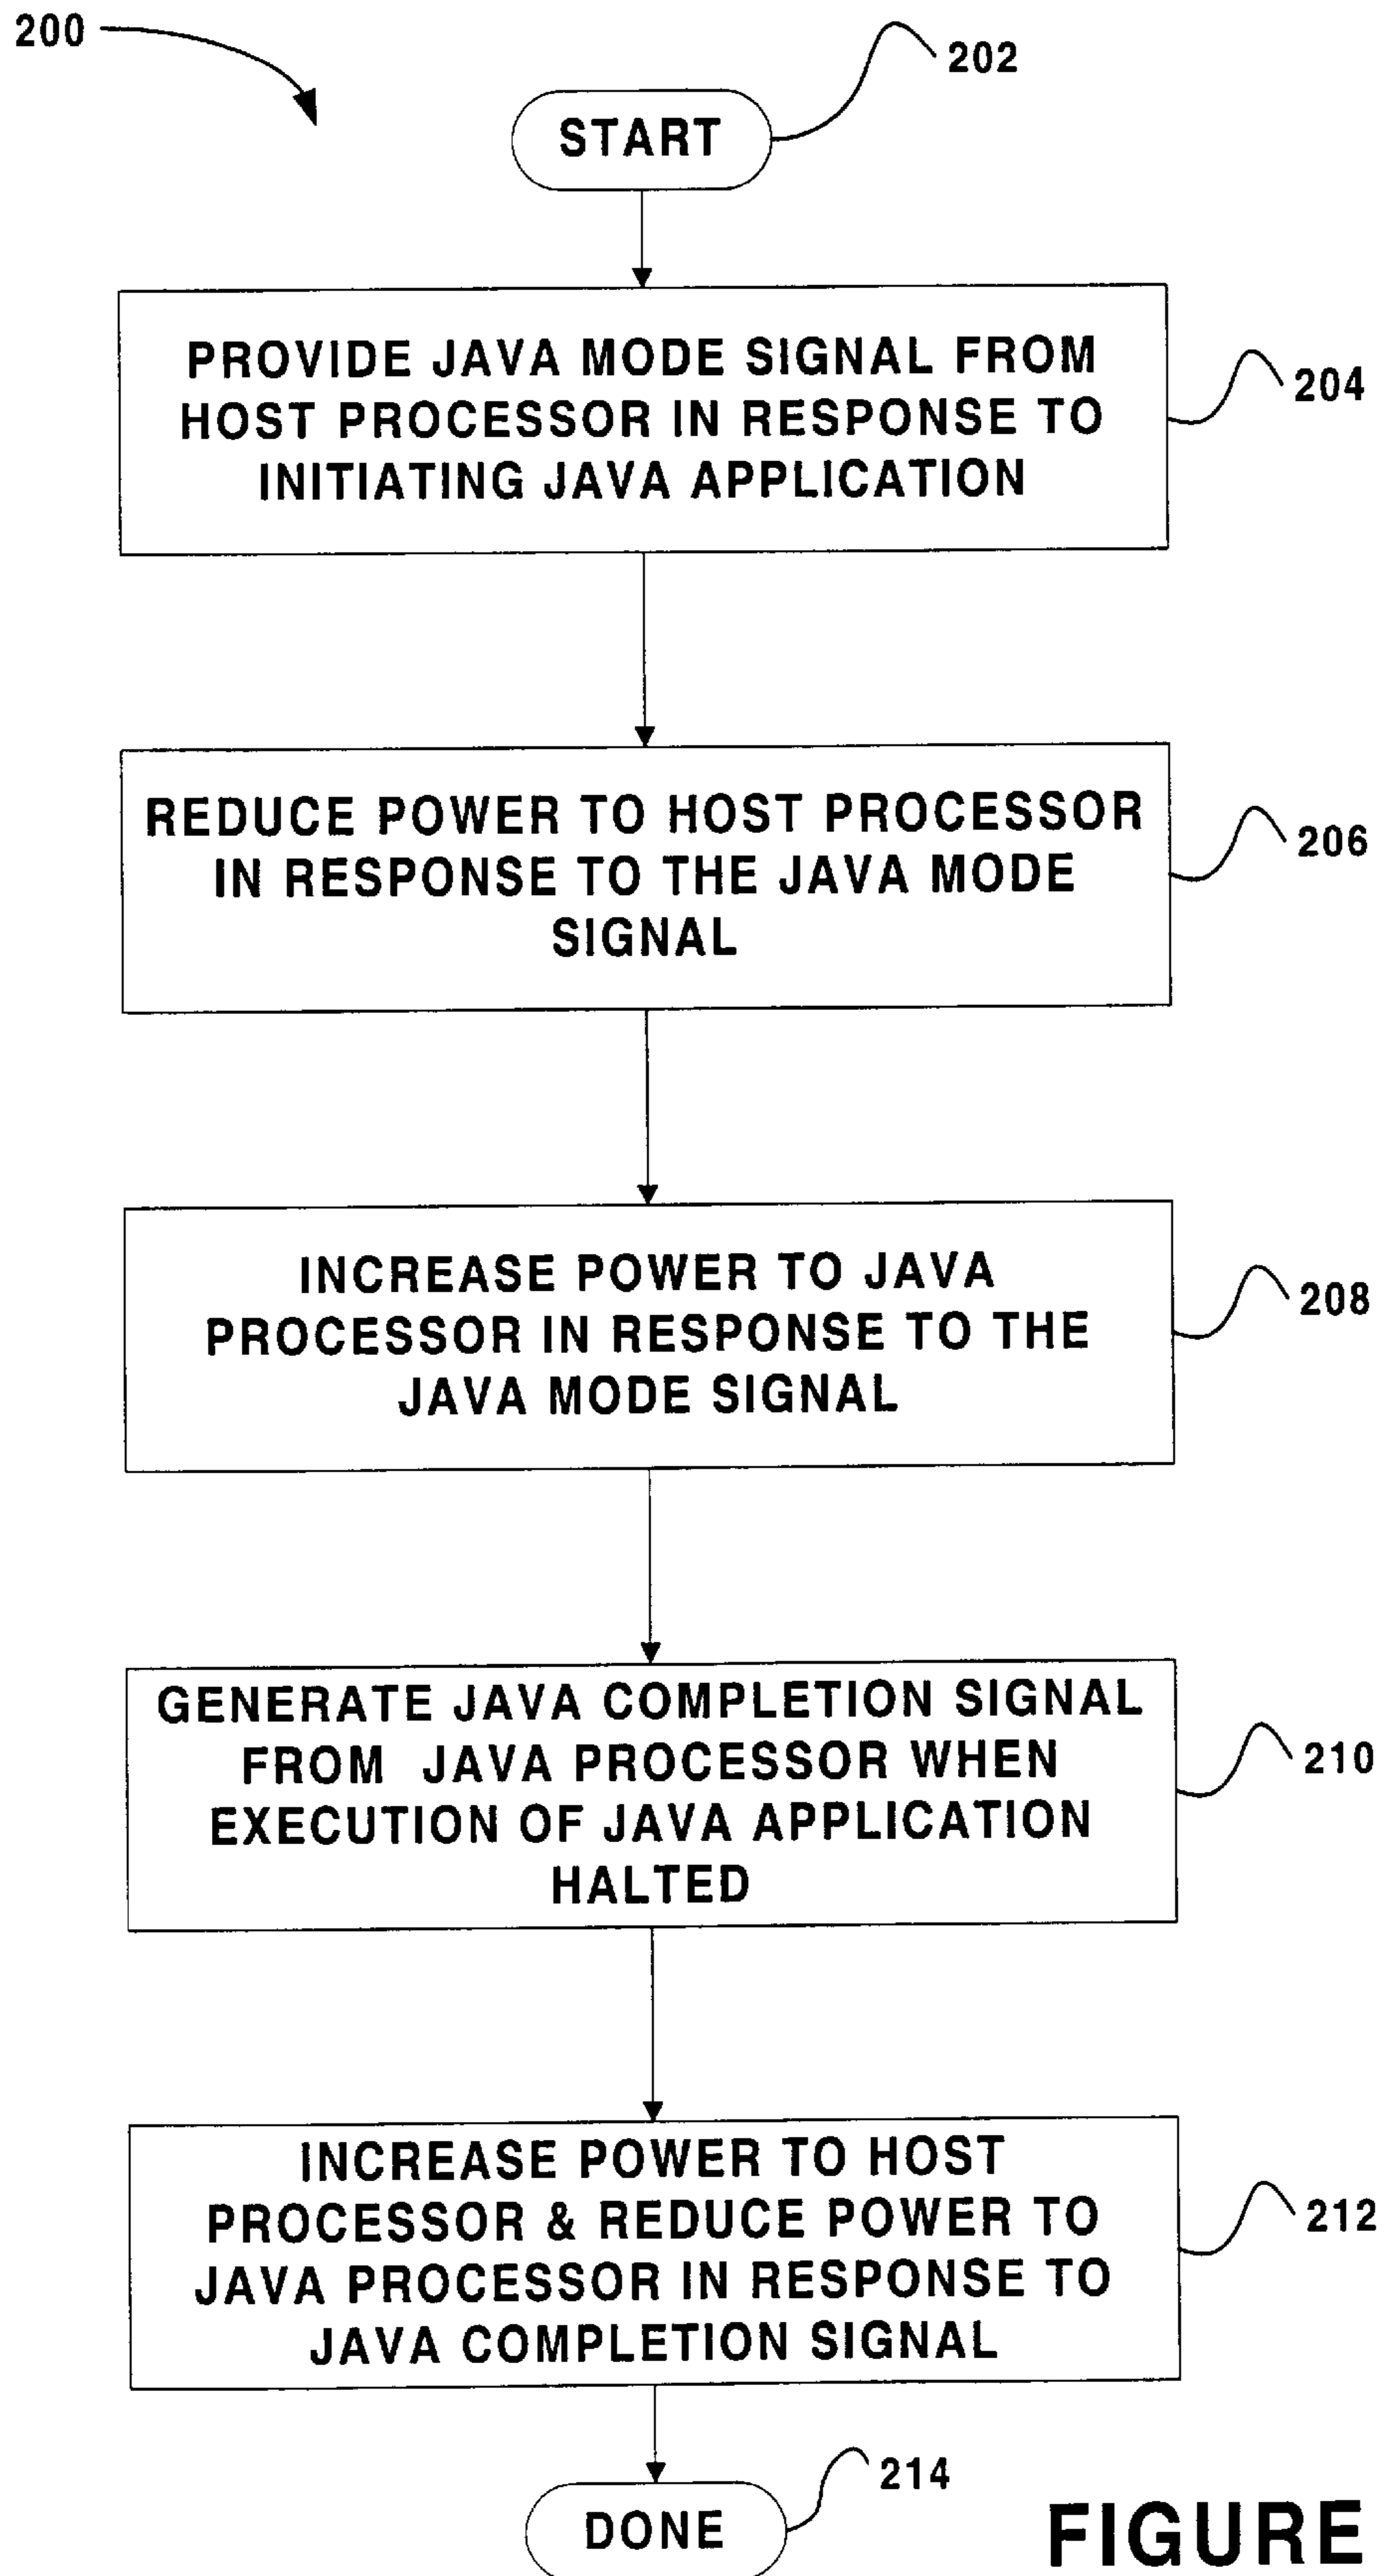 200
202
START
PROVIDE JAVA MODE SIGNAL FROM
HOST PROCESSOR IN RESPONSE TO
INITIATING JAVA APPLICATION
204
REDUCE POWER TO HOST PROCESSOR
IN RESPONSE TO THE JAVA MODE
SIGNAL
206
INCREASE POWER TO JAVA
PROCESSOR IN RESPONSE TO THE
JAVA MODE SIGNAL
208
GENERATE JAVA COMPLETION SIGNAL
FROM JAVA PROCESSOR WHEN
EXECUTION OF JAVA APPLICATION
HALTED
210
INCREASE POWER TO HOST
PROCESSOR & REDUCE POWER TO
JAVA PROCESSOR IN RESPONSE TO
JAVA COMPLETION SIGNAL
212
214
DONE
FIGURE